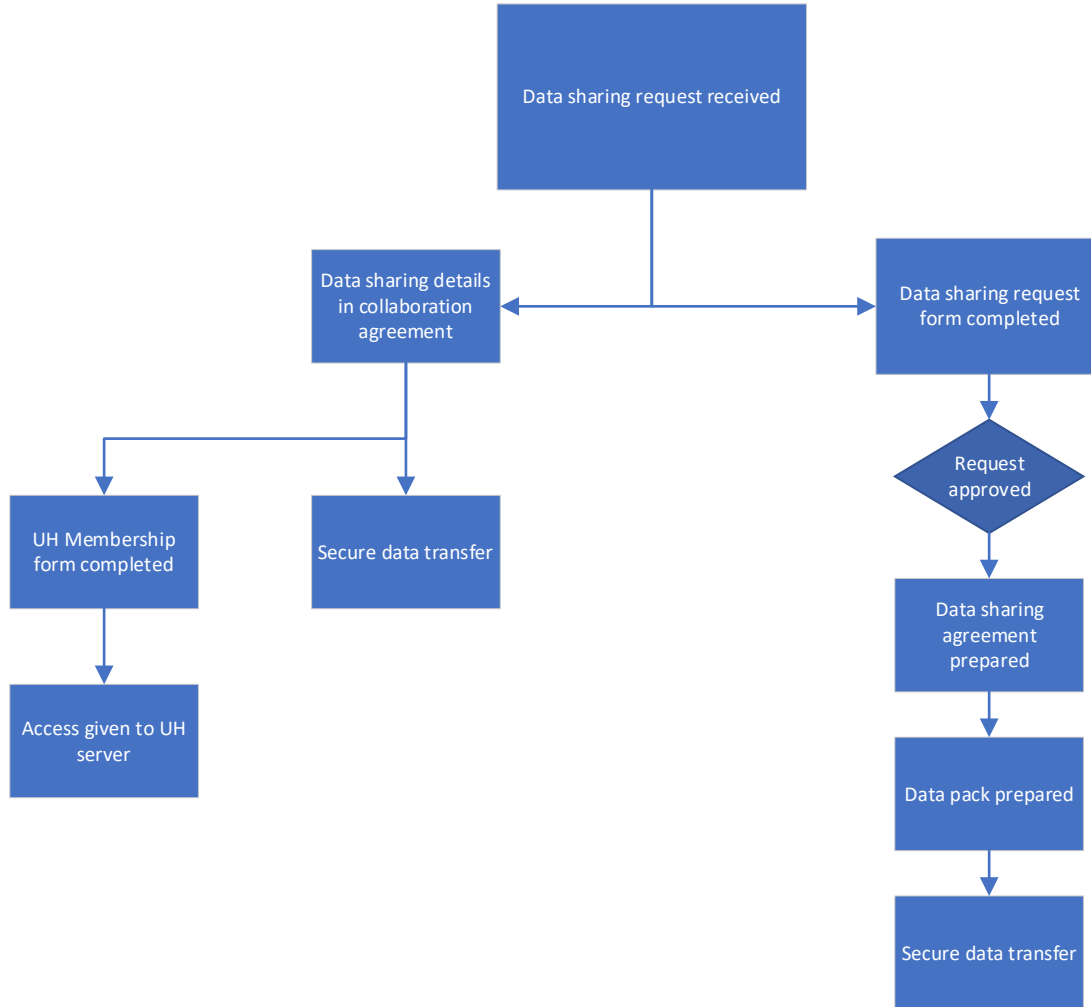 Data sharing request received
Data sharing details
in collaboration
agreement
Data sharing request
form completed
Request
approved
UH Membership
form completed
Secure data transfer
Data sharing
agreement
prepared
Access given to UH
server
Data pack prepared
Secure data transfer